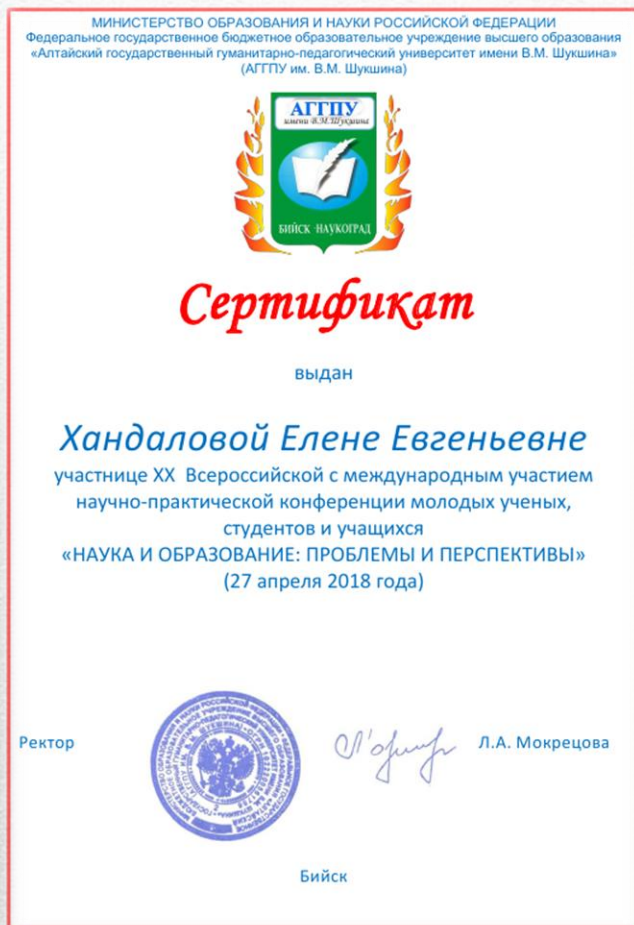 МИНИСТЕРСТВО ОБРАЗОВАНИЯ И НАУКИ РОССИЙСКОЙ ФЕДЕРАЦИИ
Федеральное государственное бюджетное образовательное учреждение высшего образования
«Алтайский государственный гуманитарно-педагогический университет имени В.М. Шукшина»
(АГГПУ им. В.М. Шукшина)
АГГПУ
имени В.М.Шукшина
БИЙСК-НАУКОГРАД
Сертификат
выдан
Хандаловой Елене Евгеньевне
участнице XX Всероссийской с международным участием
научно-практической конференции молодых ученых,
студентов и учащихся
«НАУКА И ОБРАЗОВАНИЕ: ПРОБЛЕМЫ И ПЕРСПЕКТИВЫ»
(27 апреля 2018 года)
Ректор
Л.А. Мокрецова
Бийск